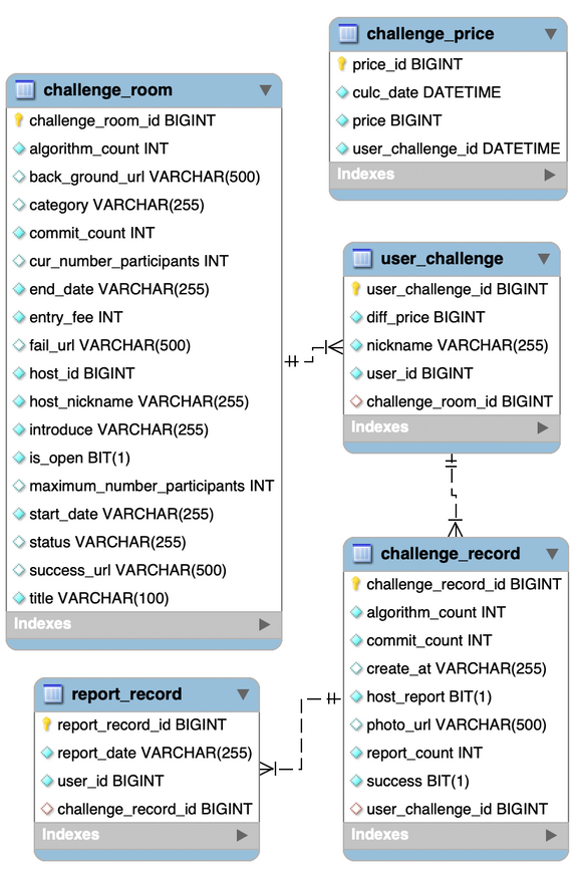 challenge_price
price_id BIGINT
culc_date DATETIME
price BIGINT
user_challenge_id DATETIME
Indexes
challenge_room
challenge_room_id BIGINT
algorithm_count INT
back_ground_url VARCHAR(500)
category VARCHAR(255)
commit_count INT
cur_number_participants INT
end_date VARCHAR(255)
entry_fee INT
fail_url VARCHAR(500)
host_id BIGINT
host_nickname VARCHAR(255)
introduce VARCHAR(255)
is_open BIT(1)
maximum_number_participants INT
start_date VARCHAR(255)
status VARCHAR(255)
success_url VARCHAR(500)
title VARCHAR(100)
Indexes
user_challenge
user_challenge_id BIGINT
diff_price BIGINT
nickname VARCHAR(255)
user_id BIGINT
challenge_room_id BIGINT
Indexes
challenge_record
challenge_record_id BIGINT
algorithm_count INT
commit_count INT
create_at VARCHAR(255)
host_report BIT(1)
photo_url VARCHAR(500)
report_count INT
success BIT(1)
user_challenge_id BIGINT
Indexes
report_record
report_record_id BIGINT
report_date VARCHAR(255)
user_id BIGINT
challenge_record_id BIGINT
Indexes